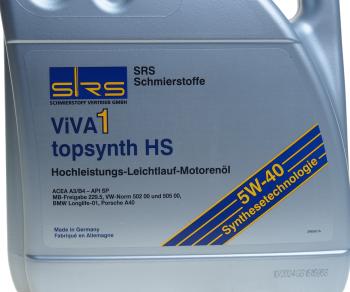 SRS
SCHMIERSTOFF VERTRIEB GMBH
SRS
Schmierstoffe
ViVA1
topsynth HS
Hochleistungs-Leichtlauf-Motorenöl
ACEA A3/B4 – API SP
MB-Freigabe 229.5, VW-Norm 502 00 und 505 00,
BMW Longlife-01, Porsche A40
5W-40
Synthesetechnologie
Made in Germany
Fabriqué en Allemagne